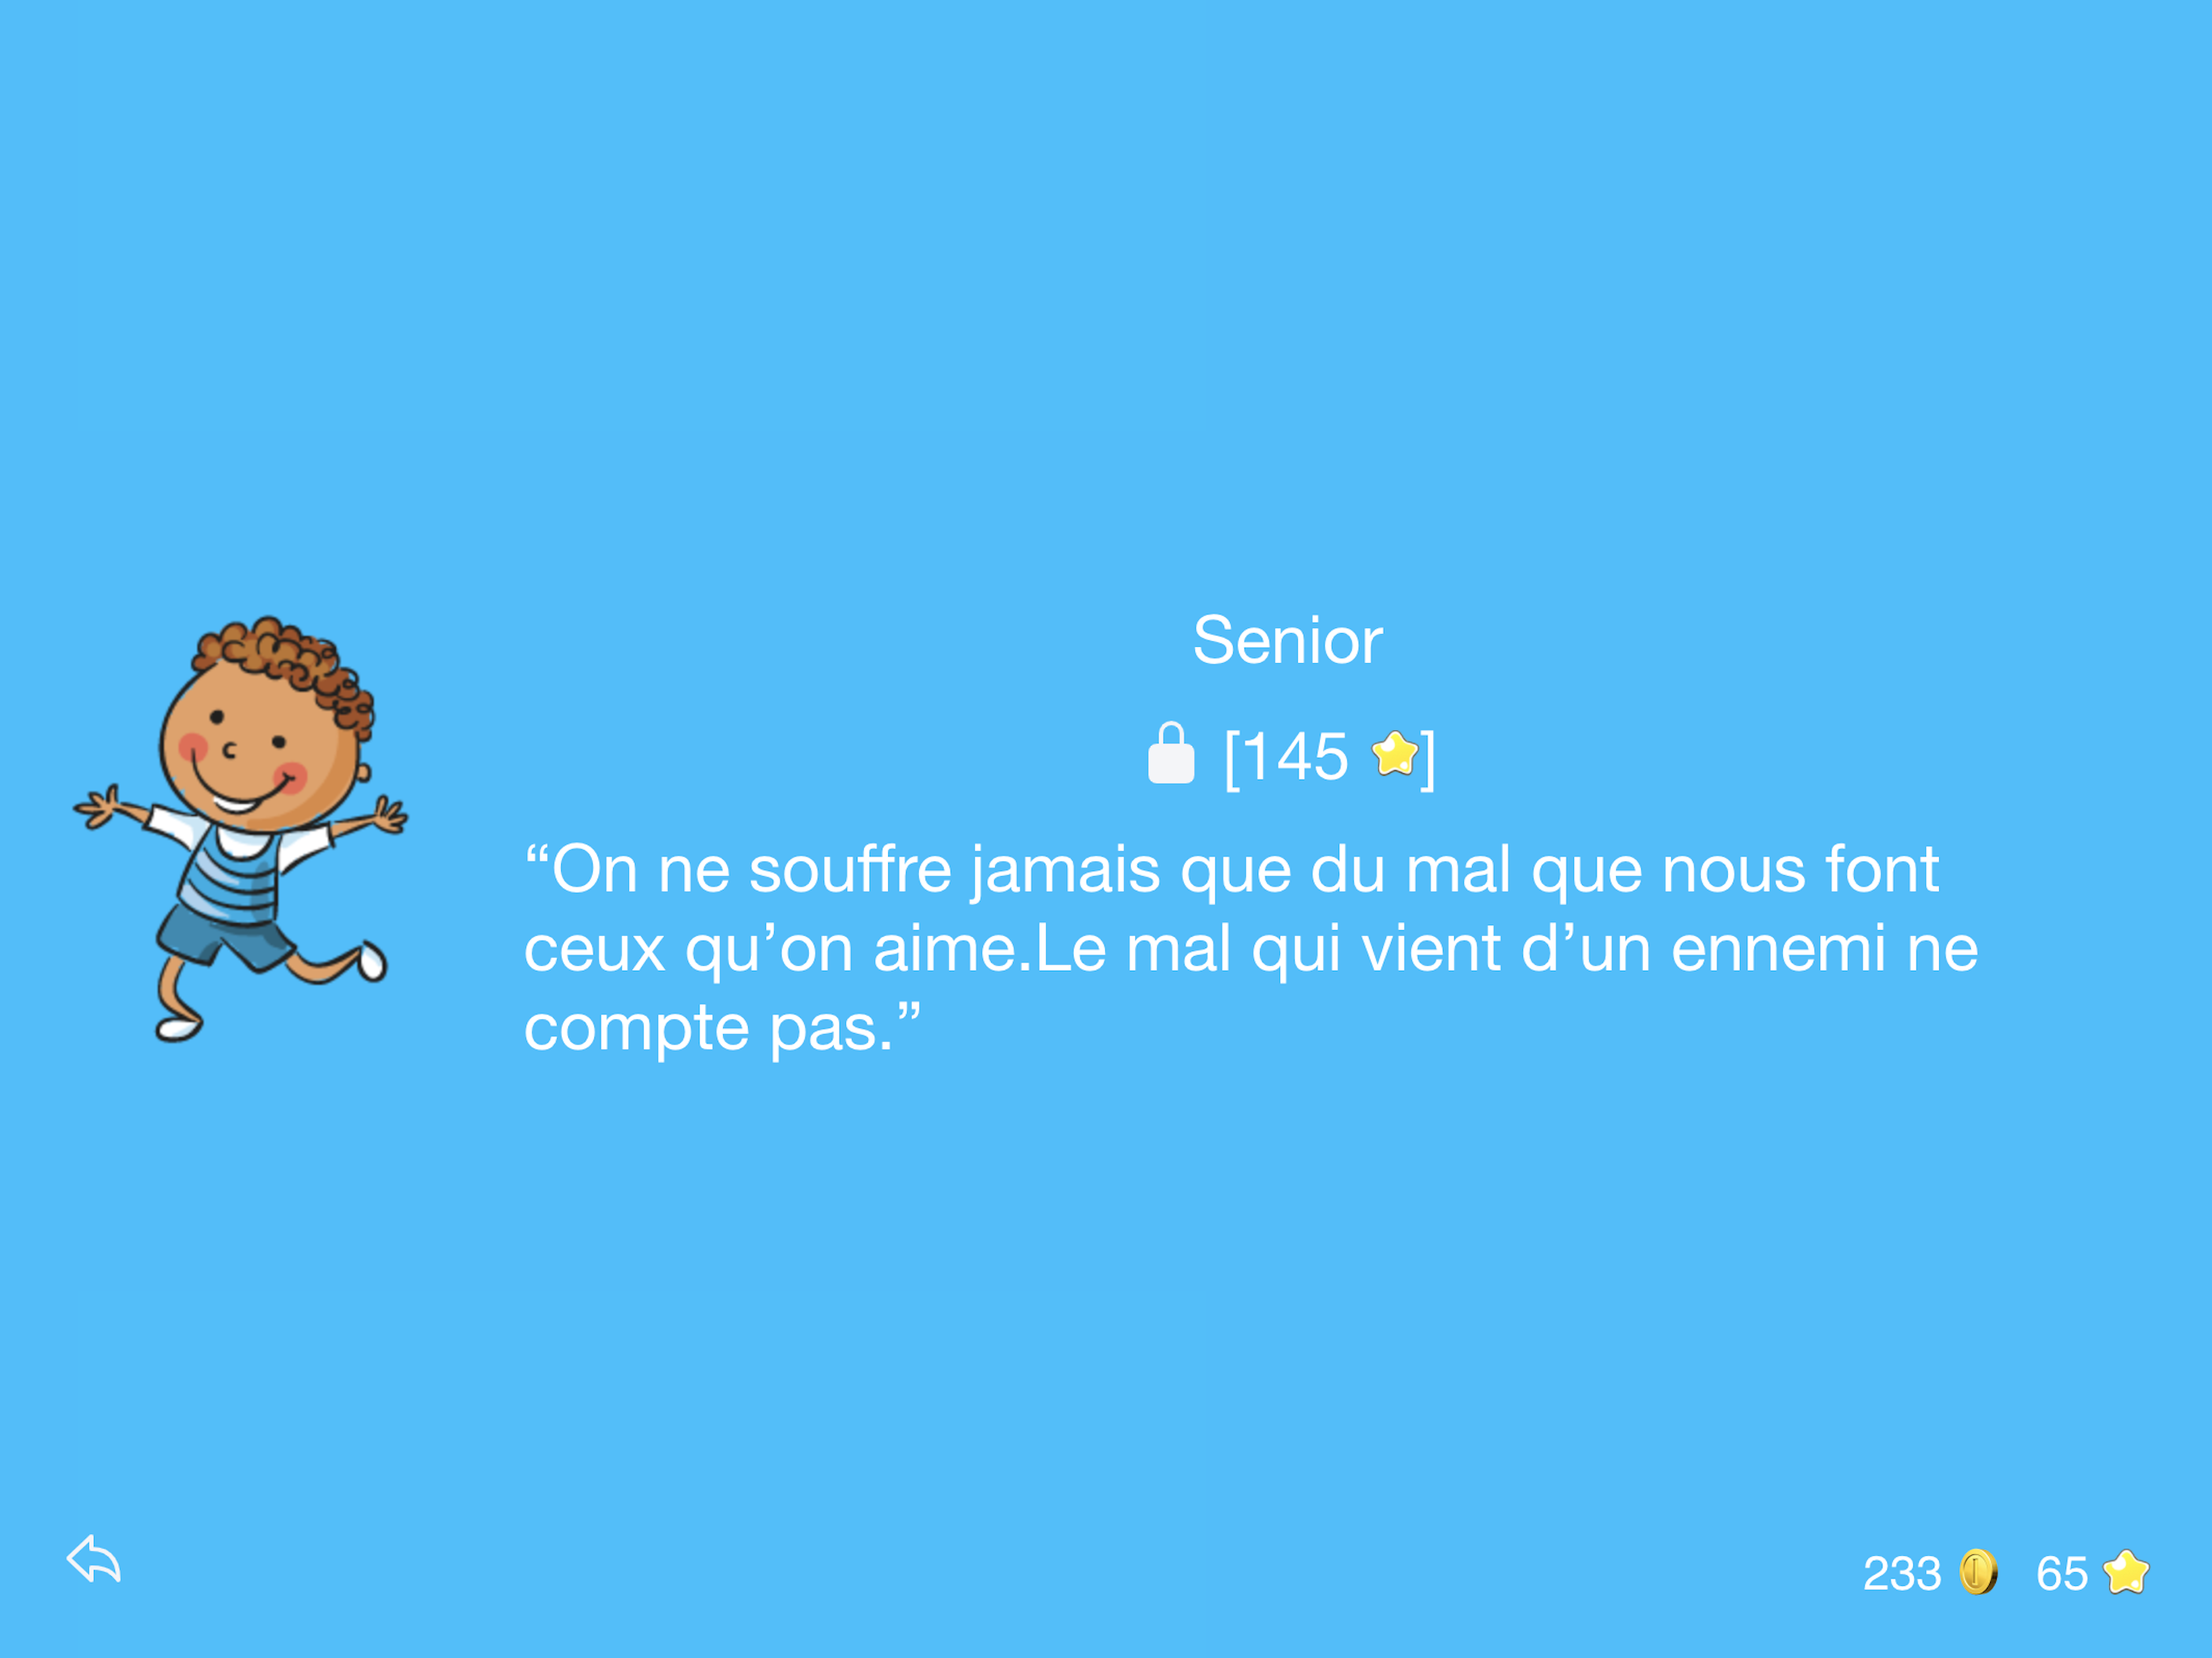 Senior
[145 ]
“On ne souffre jamais que du mal que nous font
ceux qu’on aime.Le mal qui vient d’un ennemi ne
compte pas.”
233 65